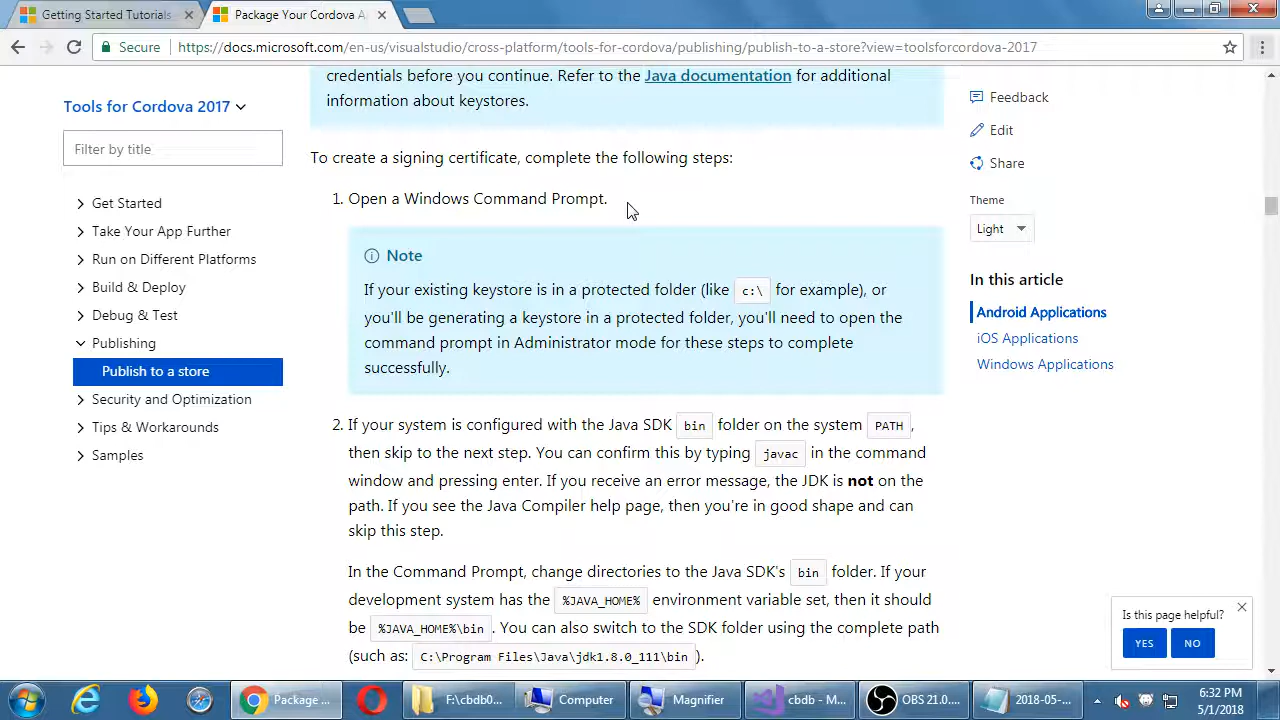 Getting Started Tutorials
Package Your Cordova A
Secure
https://docs.microsoft.com/en-us/visualstudio/cross-platform/tools-for-cordova/publishing/publish-to-a-store?view=toolsforcordova-2017
Tools for Cordova 2017
Filter by title
Get Started
Take Your App Further
Run on Different Platforms
Build & Deploy
Debug & Test
Publishing
Publish to a store
Security and Optimization
Tips & Workarounds
Samples
credentials before you continue. Refer to the Java documentation for additional
information about keystores.
To create a signing certificate, complete the following steps:
1. Open a Windows Command Prompt.
Note
If your existing keystore is in a protected folder (like c:\ for example), or
you'll be generating a keystore in a protected folder, you'll need to open the
command prompt in Administrator mode for these steps to complete
successfully.
2. If your system is configured with the Java SDK bin folder on the system PATH ,
then skip to the next step. You can confirm this by typing javac in the command
window and pressing enter. If you receive an error message, the JDK is not on the
path. If you see the Java Compiler help page, then you're in good shape and can
skip this step.
In the Command Prompt, change directories to the Java SDK's bin folder. If your
development system has the %JAVA_HOME% environment variable set, then it should
be %JAVA_HOME%\bin . You can also switch to the SDK folder using the complete path
(such as: C:\Program Files\Java\jdk1.8.0_111\bin ).
Feedback
Edit
Share
Theme
Light
In this article
Android Applications
iOS Applications
Windows Applications
Is this page helpful?
YES
NO
Package ...
F:\cbdb0...
Computer
Magnifier
cbdb - M...
OBS 21.0....
2018-05-...
6:32 PM
5/1/2018